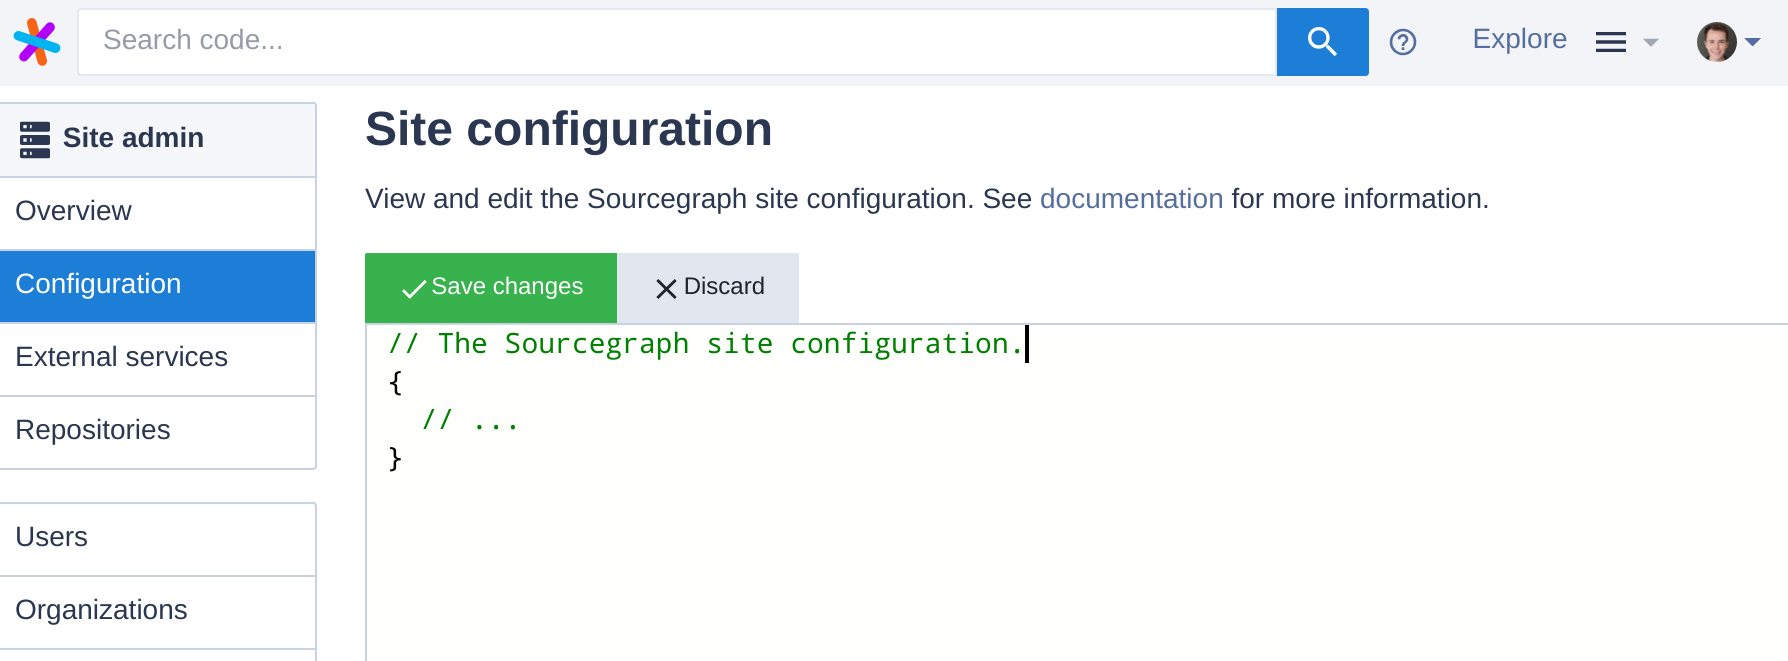 Search code...
Explore
Site admin
Overview
Configuration
External services
Repositories
Users
Organizations
Site configuration
View and edit the Sourcegraph site configuration. See documentation for more information.
Save changes
Discard
// The Sourcegraph site configuration.
{
  // ...
}